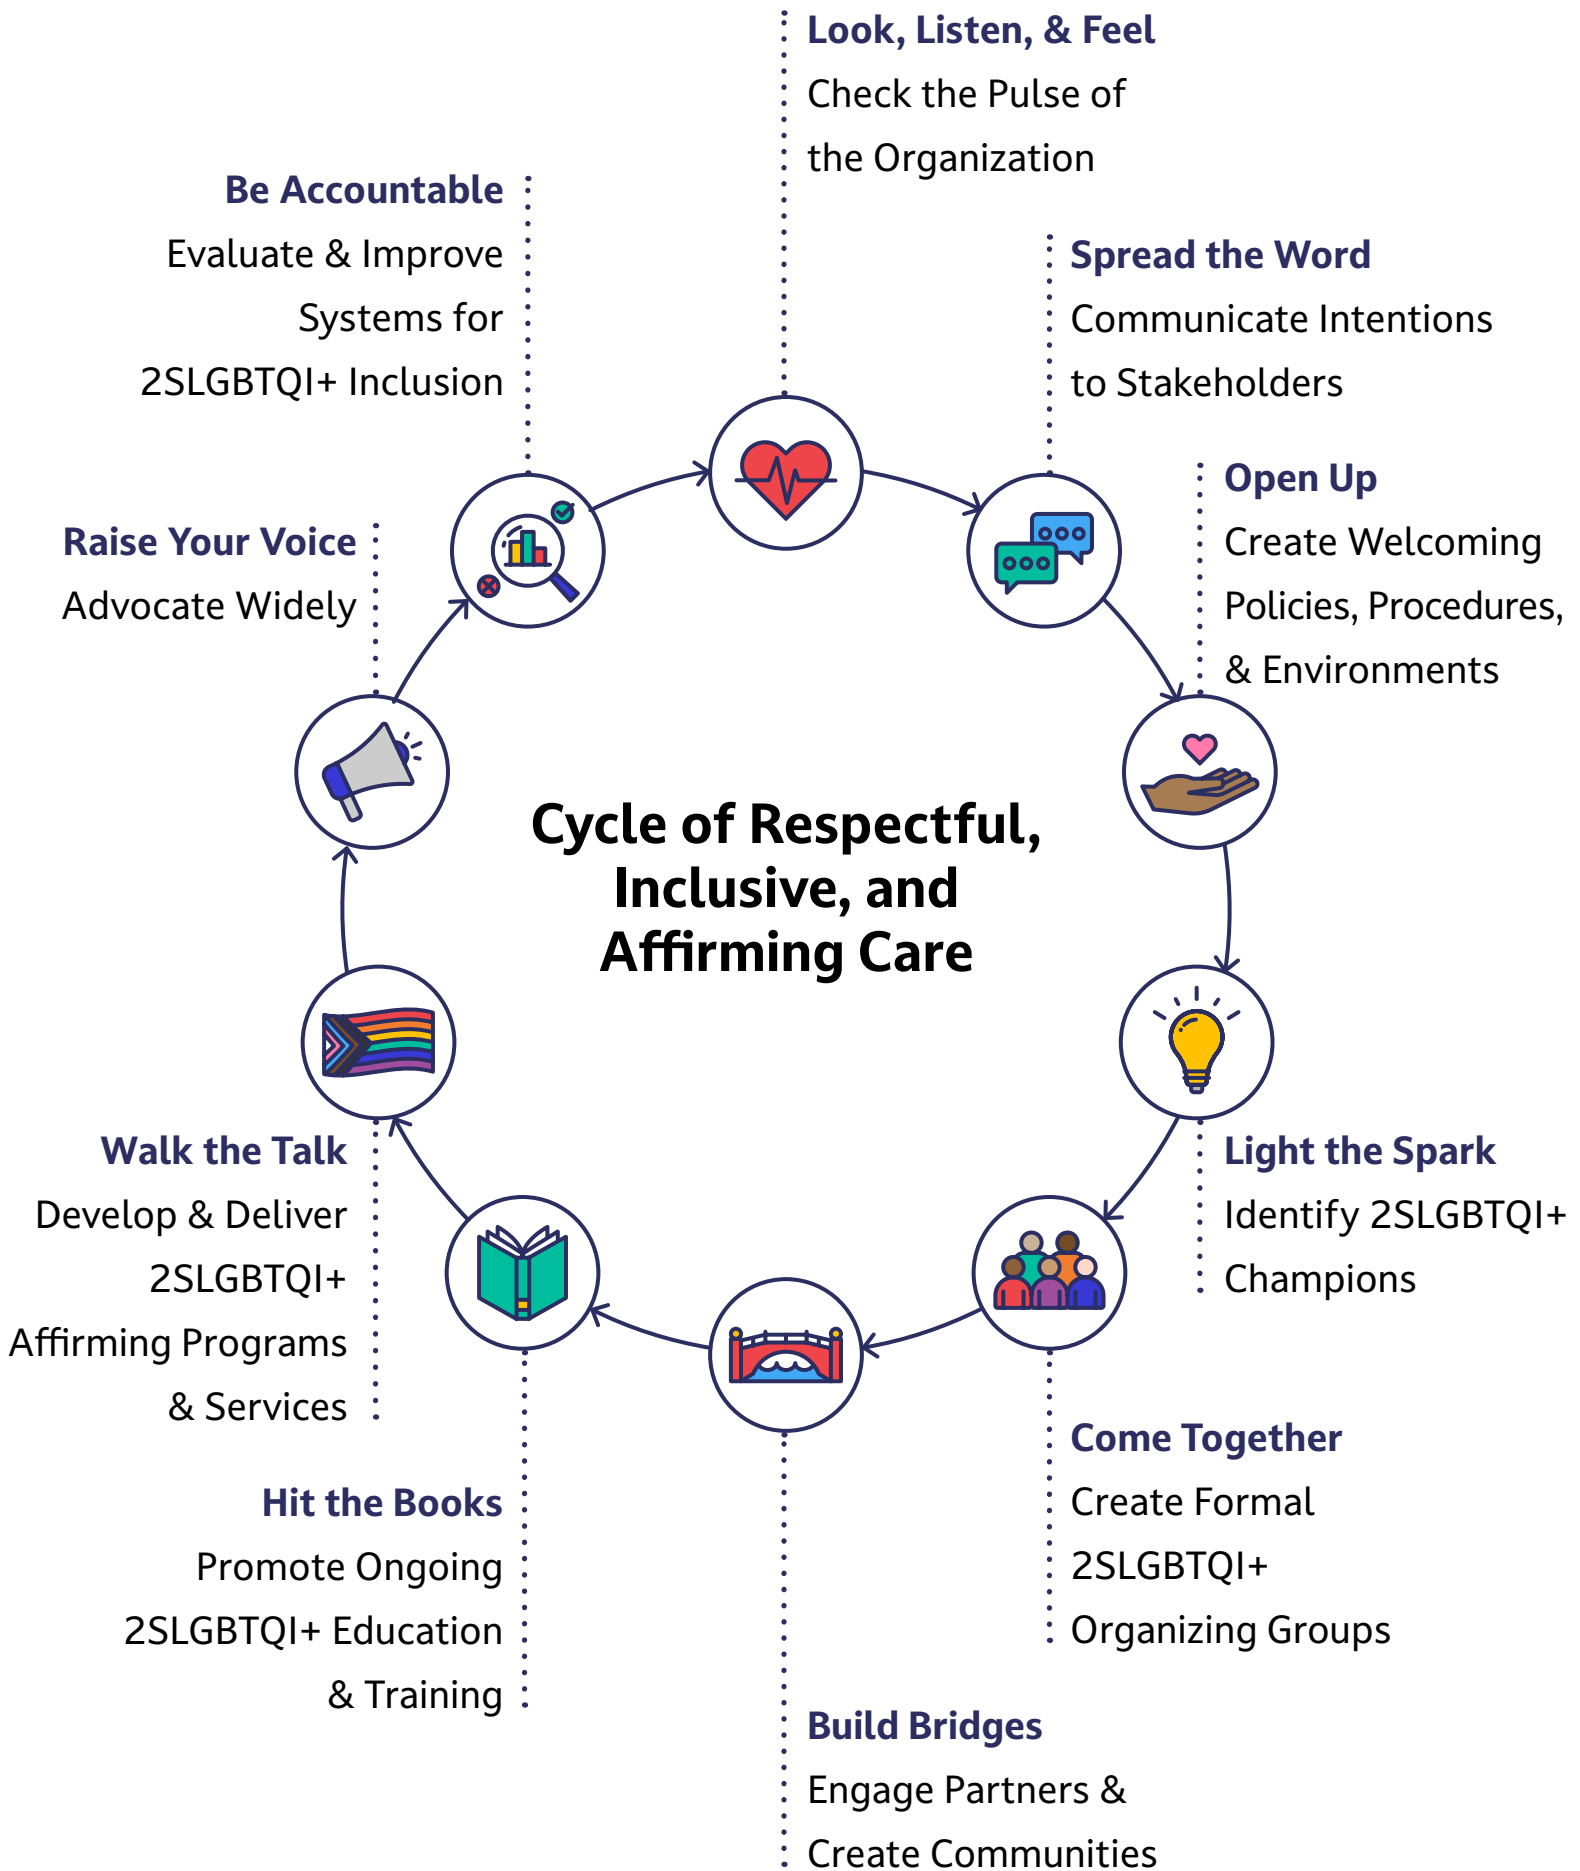 Look, Listen, & Feel
Check the Pulse of
the Organization
Spread the Word
Communicate Intentions
to Stakeholders
Open Up
Create Welcoming
Policies, Procedures,
& Environments
Light the Spark
Identify 2SLGBTQI+
Champions
Come Together
Create Formal
2SLGBTQI+
Organizing Groups
Build Bridges
Engage Partners &
Create Communities
Hit the Books
Promote Ongoing
2SLGBTQI+ Education
& Training
Walk the Talk
Develop & Deliver
2SLGBTQI+
Affirming Programs
& Services
Raise Your Voice
Advocate Widely
Be Accountable
Evaluate & Improve
Systems for
2SLGBTQI+ Inclusion
Cycle of Respectful,
Inclusive, and
Affirming Care